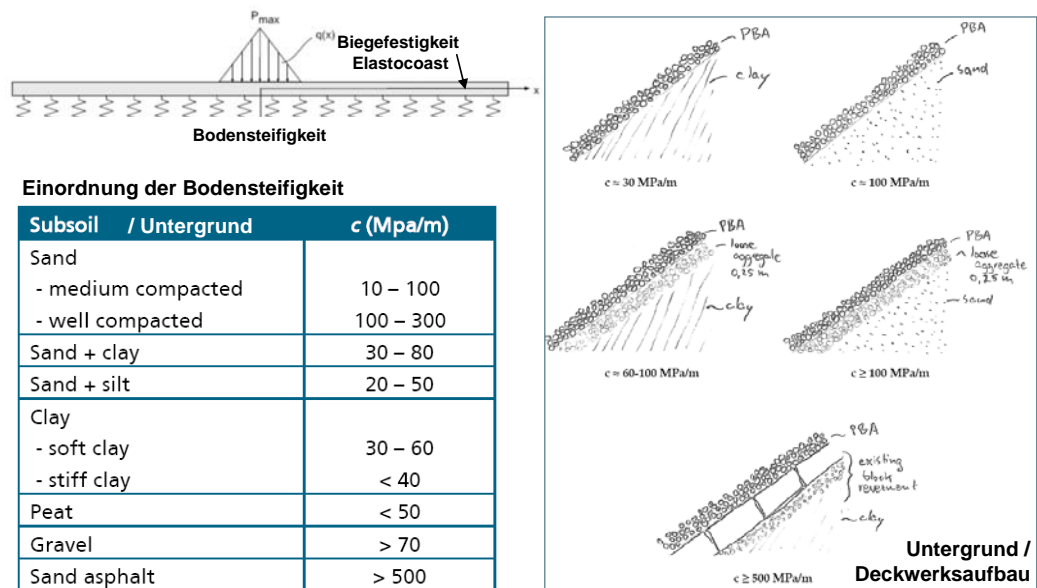 Pmax
q(x)
Biegefestigkeit
Elastocoast
x
Bodensteifigkeit
Einordnung der Bodensteifigkeit
Subsoil / Untergrund c (Mpa/m)
Sand
- medium compacted 10 – 100
- well compacted 100 – 300
Sand + clay 30 – 80
Sand + silt 20 – 50
Clay
- soft clay 30 – 60
- stiff clay < 40
Peat < 50
Gravel > 70
Sand asphalt > 500
PBA
clay
c ≈ 30 MPa/m
PBA
sand
c ≈ 100 MPa/m
PBA
loose
aggregate
0,25 m
clay
c ≈ 60-100 MPa/m
PBA
loose
aggregate
0,25 m
sand
c ≥ 100 MPa/m
PBA
existing
block
revetment
clay
c ≥ 500 MPa/m
Untergrund /
Deckwerksaufbau